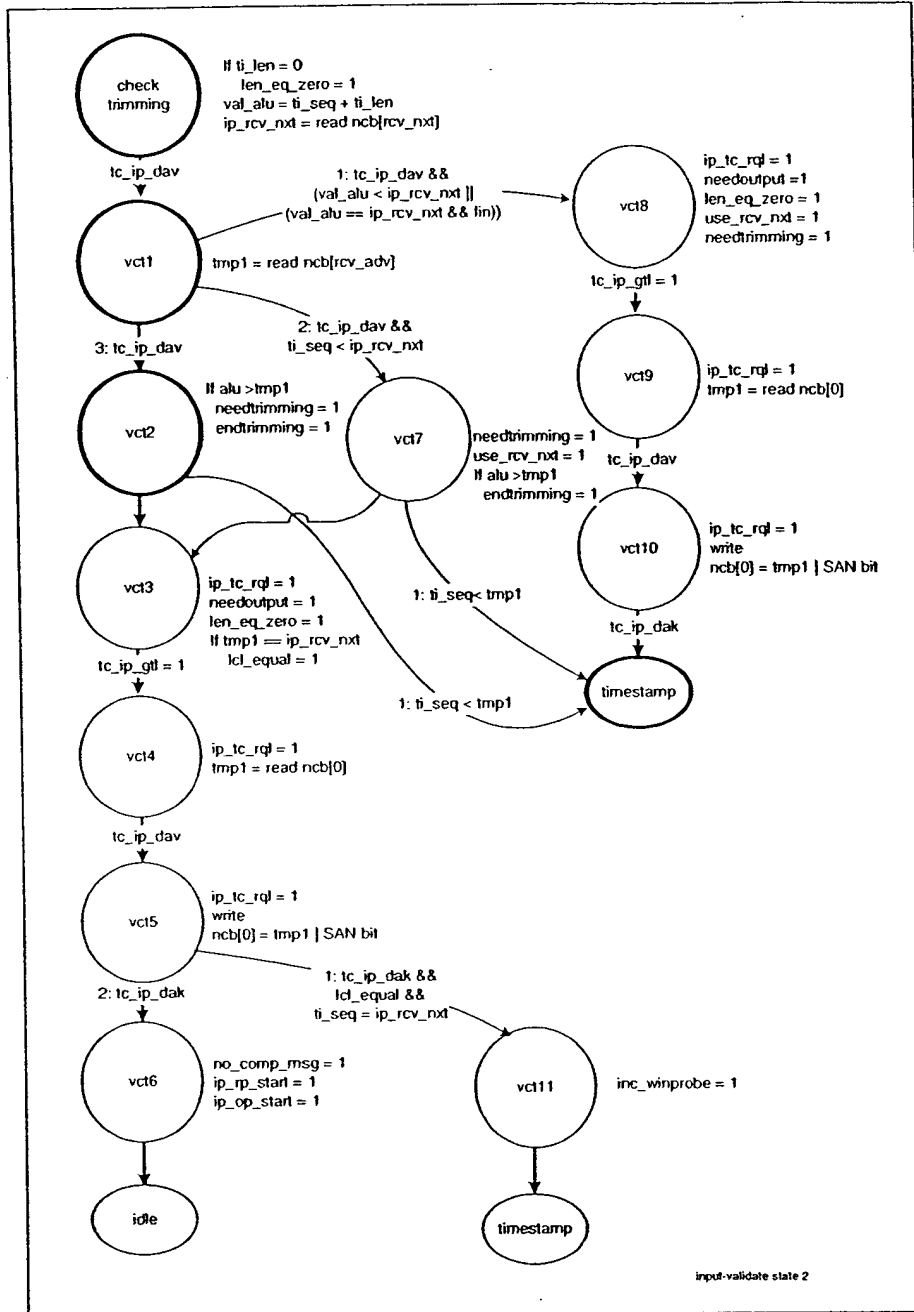 check
trimming
If ti_len = 0
len_eq_zero = 1
val_alu = ti_seq + ti_len
ip_rcv_nxt = read ncb[rcv_nxt]
tc_ip_dav
1: tc_ip_dav &&
(val_alu < ip_rcv_nxt ||
(val_alu == ip_rcv_nxt && !in))
vct8
ip_tc_rql = 1
needoutput =1
len_eq_zero = 1
use_rcv_nxt = 1
needtrimming = 1
vct1
tmp1 = read ncb[rcv_adv]
tc_ip_gtl = 1
2: tc_ip_dav &&
ti_seq < ip_rcv_nxt
3: tc_ip_dav
vct9
ip_tc_rql = 1
tmp1 = read ncb[0]
vct2
If alu >tmp1
needtrimming = 1
endtrimming = 1
vct7
needtrimming = 1
use_rcv_nxt = 1
If alu >tmp1
endtrimming = 1
tc_ip_dav
vct10
ip_tc_rql = 1
write
ncb[0] = tmp1 | SAN bit
vct3
ip_tc_rql = 1
needoutput = 1
len_eq_zero = 1
If tmp1 == ip_rcv_nxt
lcl_equal = 1
1: ti_seq< tmp1
tc_ip_dak
tc_ip_gtl = 1
timestamp
1: ti_seq < tmp1
vct4
ip_tc_rql = 1
tmp1 = read ncb[0]
tc_ip_dav
vct5
ip_tc_rql = 1
write
ncb[0] = tmp1 | SAN bit
1: tc_ip_dak &&
lcl_equal &&
ti_seq = ip_rcv_nxt
2: tc_ip_dak
vct6
no_comp_msg = 1
ip_rp_start = 1
ip_op_start = 1
vct11
inc_winprobe = 1
idle
timestamp
input-validate state 2